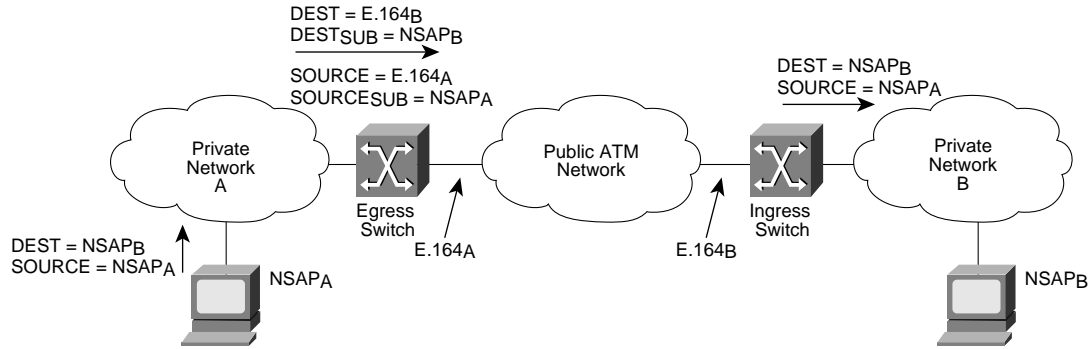 DEST = E.164B
DESTSUB = NSAPB
SOURCE = E.164A
SOURCESUB = NSAPA
DEST = NSAPB
SOURCE = NSAPA
Private
Network
A
Public ATM
Network
Private
Network
B
Egress
Switch
Ingress
Switch
E.164A
E.164B
DEST = NSAPB
SOURCE = NSAPA
NSAPA
NSAPB